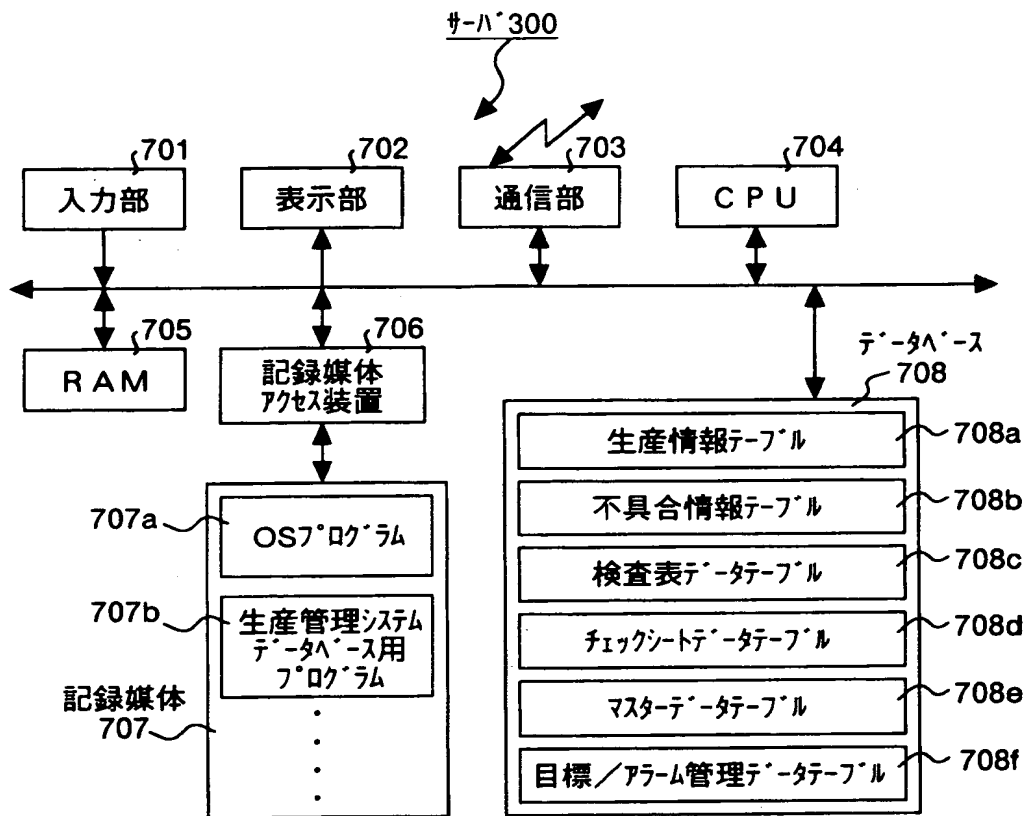 ｻｰﾊﾞ300
701
入力部
702
表示部
703
通信部
704
CPU
705
RAM
706
記録媒体
ｱｸｾｽ装置
ﾃﾞｰﾀﾍﾞｰｽ
708
生産情報ﾃｰﾌﾞﾙ
708a
不具合情報ﾃｰﾌﾞﾙ
708b
検査表ﾃﾞｰﾀﾃｰﾌﾞﾙ
708c
ﾁｪｯｸｼｰﾄﾃﾞｰﾀﾃｰﾌﾞﾙ
708d
ﾏｽﾀｰﾃﾞｰﾀﾃｰﾌﾞﾙ
708e
目標／ｱﾗｰﾑ管理ﾃﾞｰﾀﾃｰﾌﾞﾙ
708f
707a
OSﾌﾟﾛｸﾞﾗﾑ
707b
生産管理ｼｽﾃﾑ
ﾃﾞｰﾀﾍﾞｰｽ用
ﾌﾟﾛｸﾞﾗﾑ
記録媒体
707